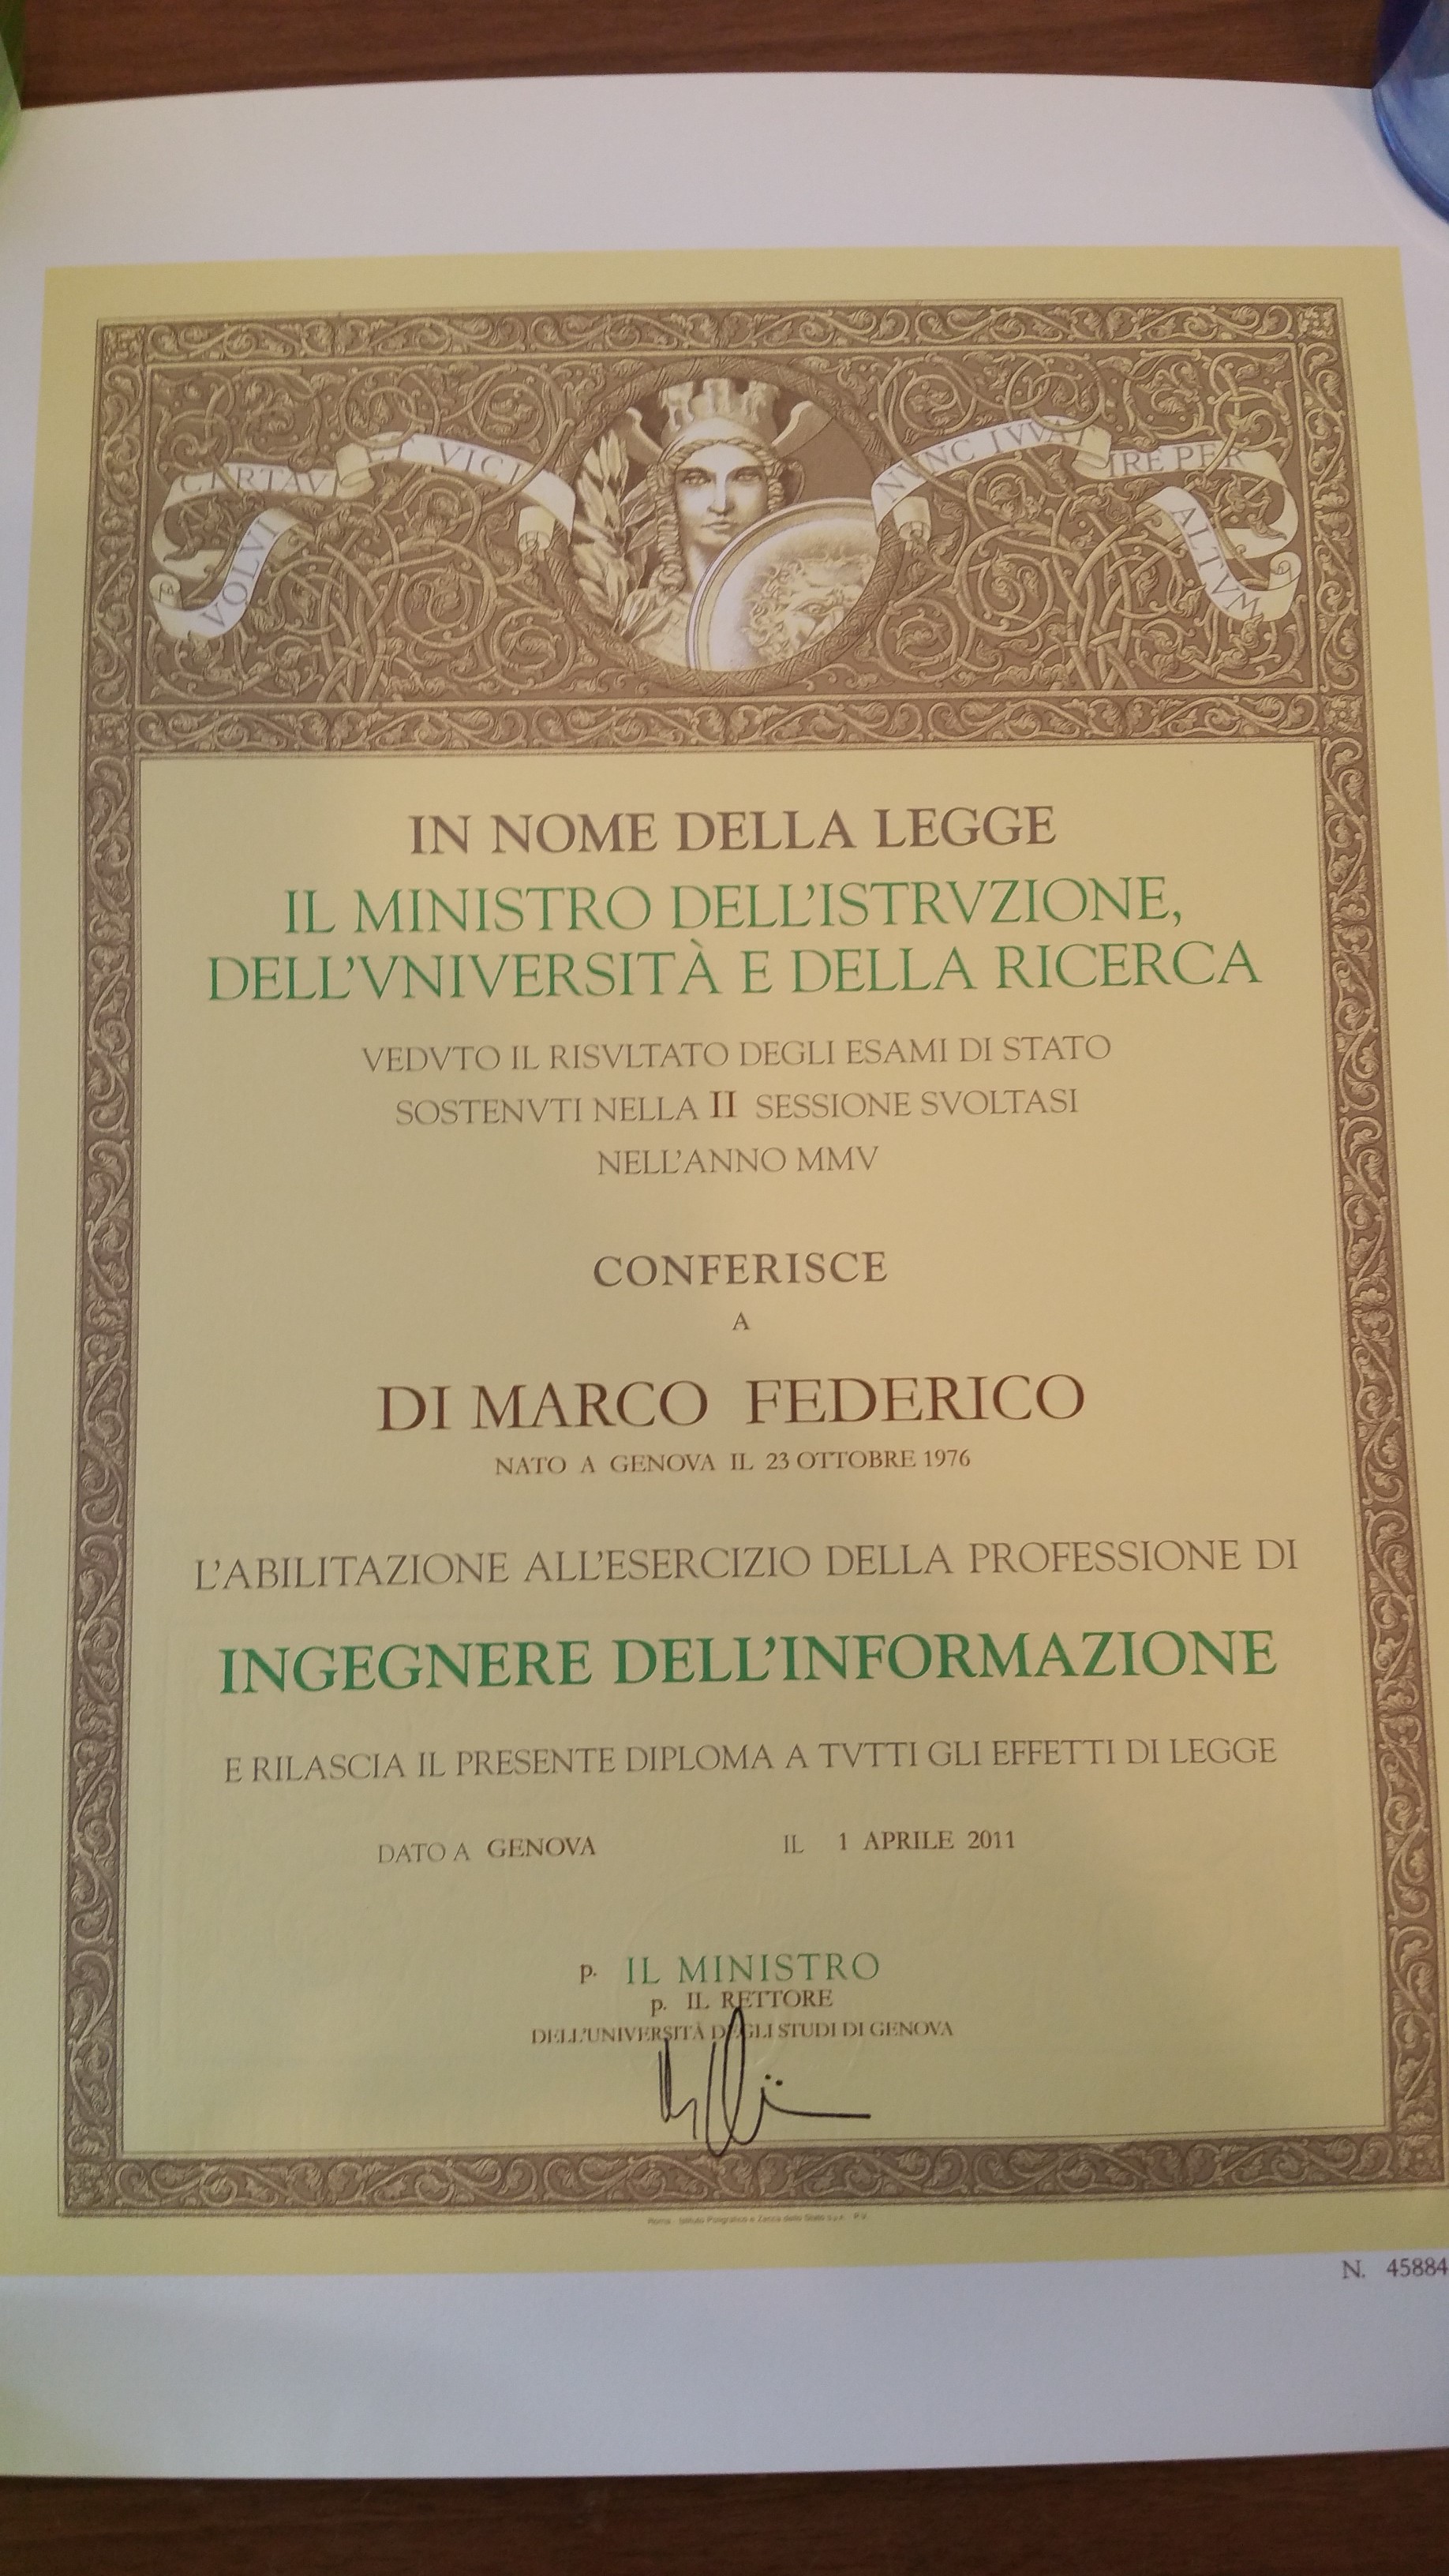 VOLVI
CERTAVI
ET VICI
NVNC IVVAT
IRE PER
ALTVM
IN NOME DELLA LEGGE
IL MINISTRO DELL'ISTRVZIONE,
DELL'VNIVERSITÀ E DELLA RICERCA
VEDVTO IL RISVLTATO DEGLI ESAMI DI STATO
SOSTENVTI NELLA II SESSIONE SVOLTASI
NELL'ANNO MMV
CONFERISCE
A
DI MARCO FEDERICO
NATO A GENOVA IL 23 OTTOBRE 1976
L'ABILITAZIONE ALL'ESERCIZIO DELLA PROFESSIONE DI
INGEGNERE DELL'INFORMAZIONE
E RILASCIA IL PRESENTE DIPLOMA A TVTTI GLI EFFETTI DI LEGGE
DATO A GENOVA IL 1 APRILE 2011
p. IL MINISTRO
p. IL RETTORE
DELL'UNIVERSITÀ DEGLI STUDI DI GENOVA
Roma - Istituto Poligrafico e Zecca dello Stato s.p.a. - P.V.
N. 45884